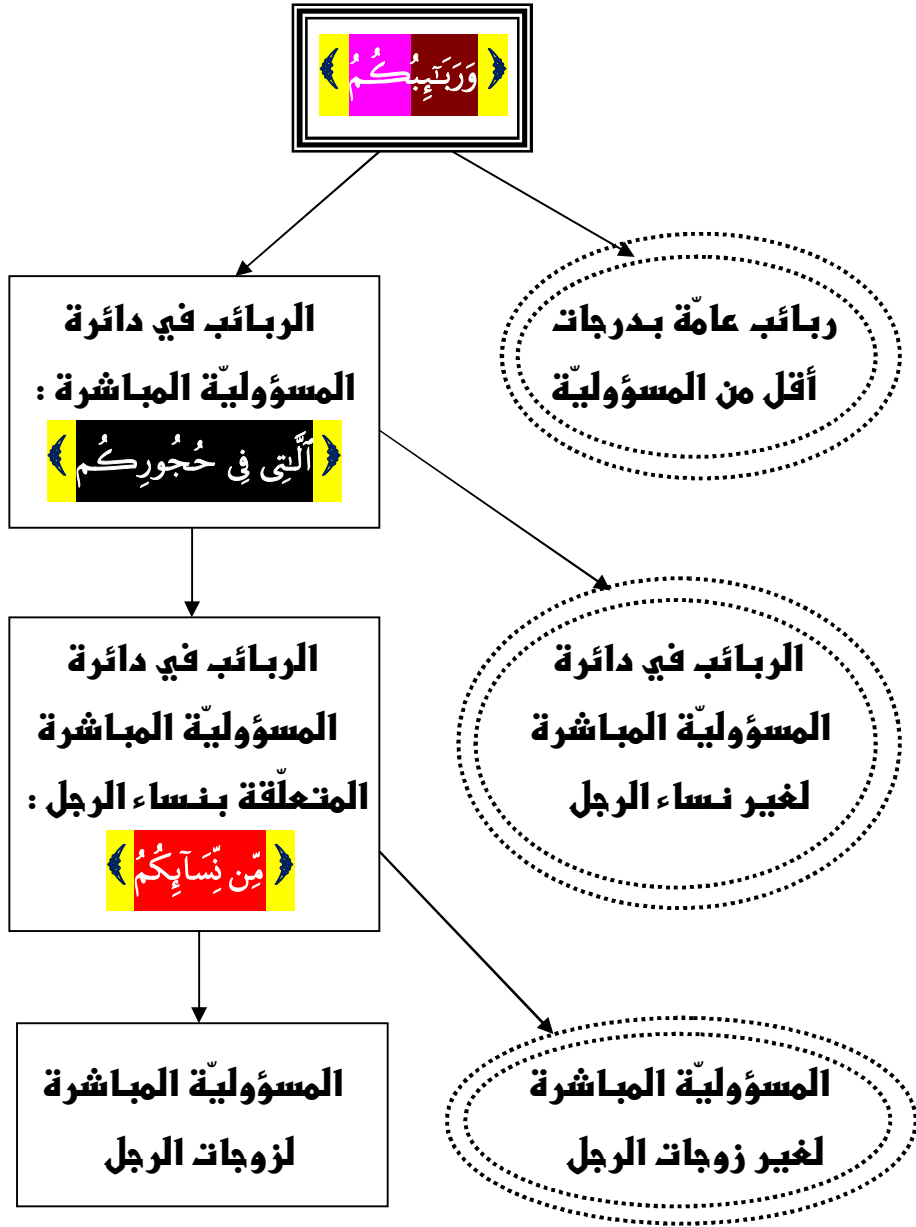 ﴿ وَرَبَـٰٓئِبُكُمُ ﴾
ربائب عامّة بدرجات
أقل من المسؤوليّة
الربائب في دائرة
المسؤوليّة المباشرة :
﴿ ٱلَّـٰتِى فِى حُجُورِكُم ﴾
الربائب في دائرة
المسؤوليّة المباشرة
لغير نساء الرجل
الربائب في دائرة
المسؤوليّة المباشرة
المتعلّقة بنساء الرجل :
﴿ مِّن نِّسَآئِكُمُ ﴾
المسؤوليّة المباشرة
لغير زوجات الرجل
المسؤوليّة المباشرة
لزوجات الرجل